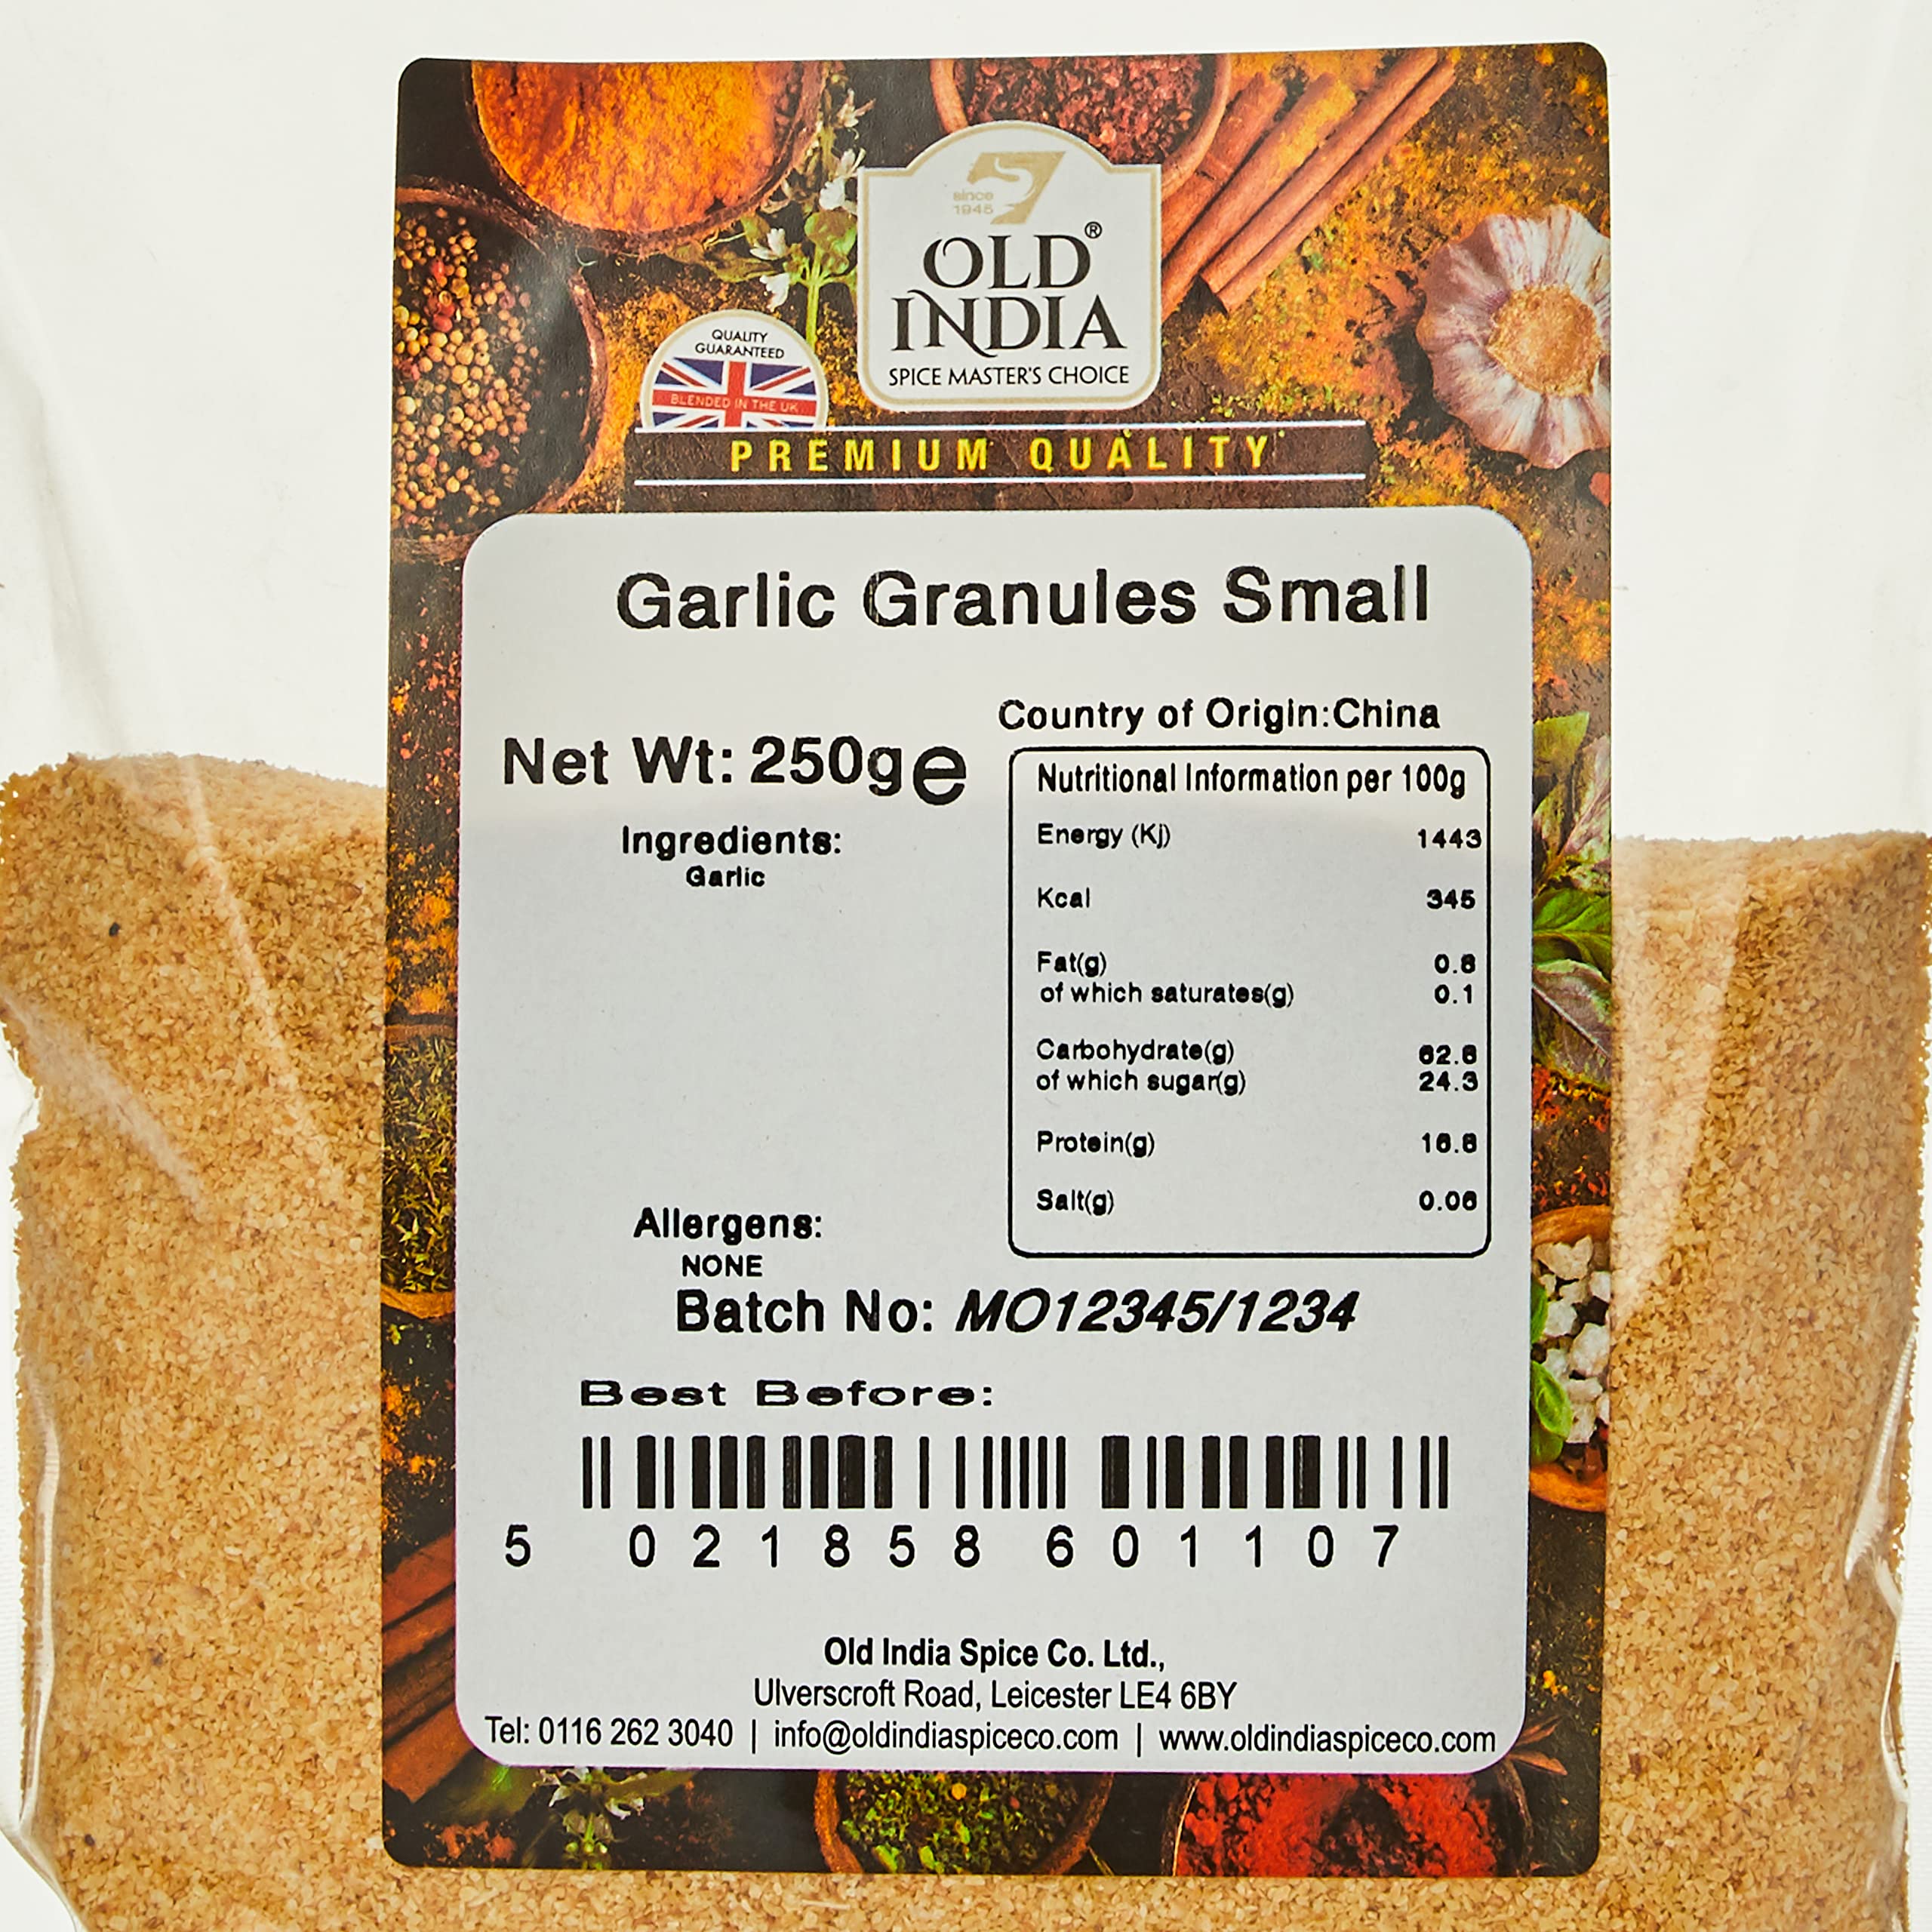 since
1945
OLD®
INDIA
SPICE MASTER'S CHOICE
QUALITY
GUARANTEED
BLENDED IN THE UK
PREMIUM QUALITY
Garlic Granules Small
Country of Origin:China
Net Wt: 250g e
Nutritional Information per 100g
Ingredients:
Garlic
Energy (Kj) 1443
Kcal 345
Fat(g) 0.8
of which saturates(g) 0.1
Carbohydrate(g) 62.8
of which sugar(g) 24.3
Protein(g) 16.8
Salt(g) 0.06
Allergens:
NONE
Batch No: MO12345/1234
Best Before:
5 021858 601107
Old India Spice Co. Ltd.,
Ulverscroft Road, Leicester LE4 6BY
Tel: 0116 262 3040 | info@oldindiaspiceco.com | www.oldindiaspiceco.com